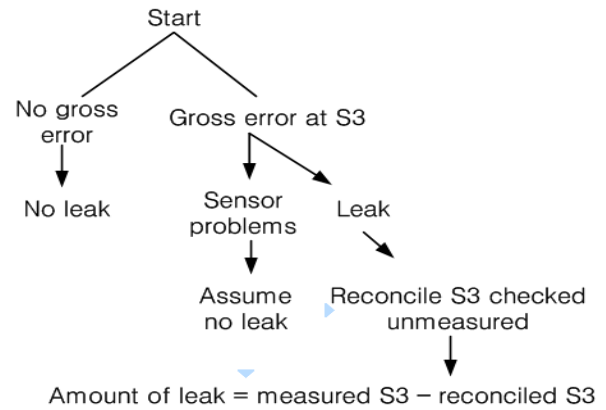 Start
No gross
error
Gross error at S3
No leak
Sensor
problems
Leak
Assume
no leak
Reconcile S3 checked
unmeasured
Amount of leak = measured S3 − reconciled S3